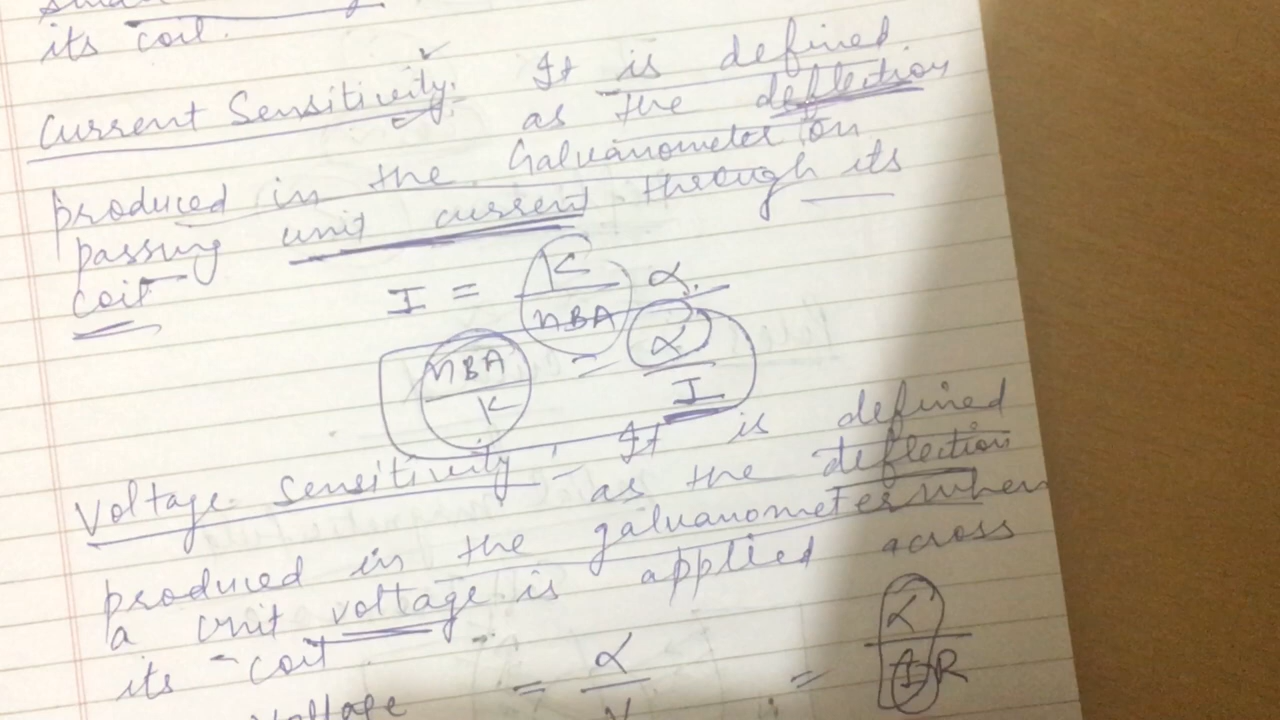 its coil.
Current Sensitivity. It is defined
as the deflection
produced in the Galvanometer on
passing unit current through its
coil
I = K/nBA α
nBA/K = α/I
Voltage Sensitivity :- It is defined
as the deflection
produced in the galvanometer when
a unit voltage is applied across
its coil
Voltage = α/V = α/IR